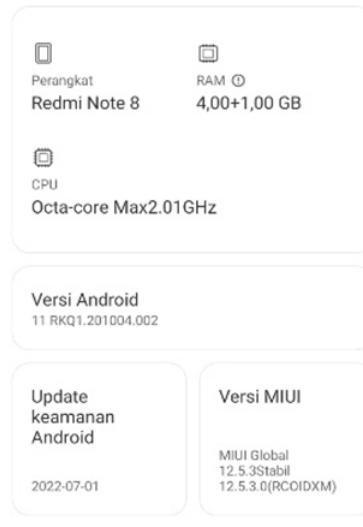 Perangkat
Redmi Note 8
RAM
4,00+1,00 GB
CPU
Octa-core Max2.01GHz
Versi Android
11 RKQ1.201004.002
Update
keamanan
Android
2022-07-01
Versi MIUI
MIUI Global
12.5.3Stabil
12.5.3.0(RCOIDXM)